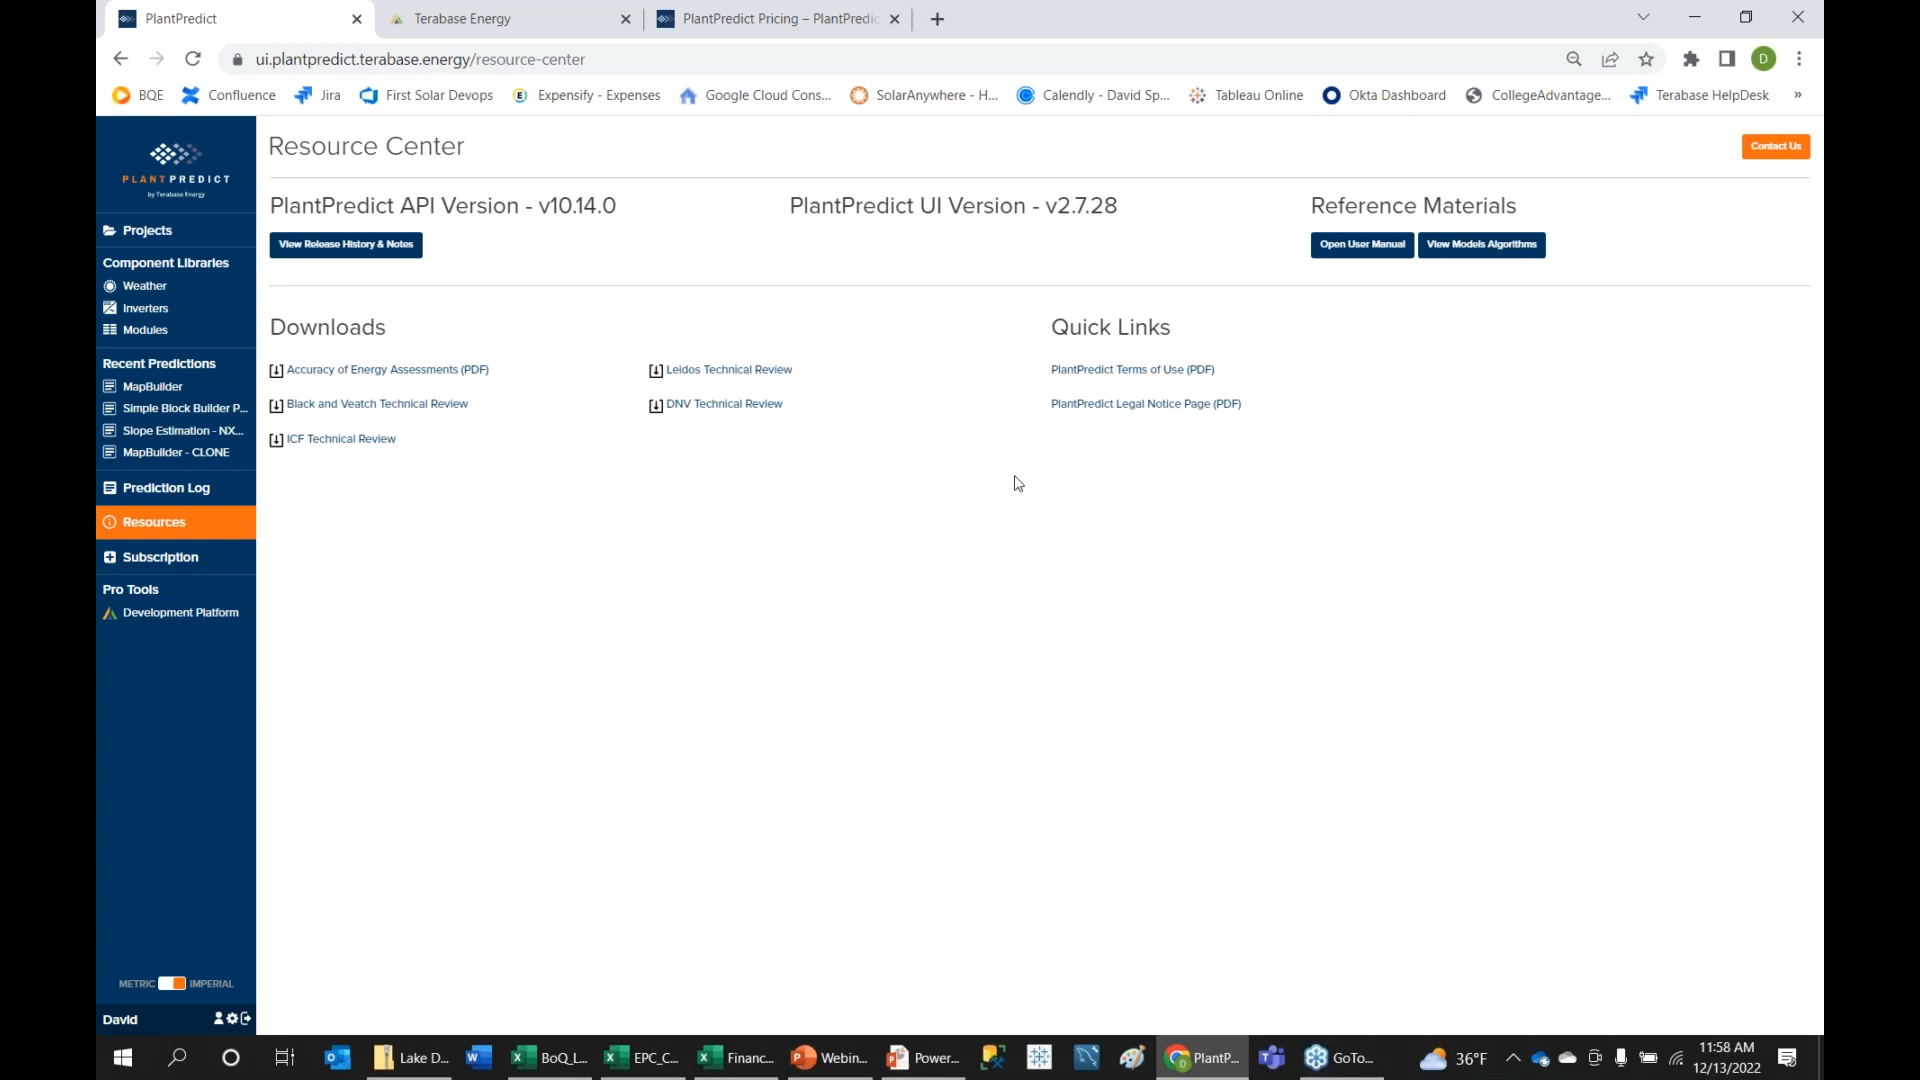 PlantPredict
Terabase Energy
PlantPredict Pricing – PlantPredic
ui.plantpredict.terabase.energy/resource-center
D
BQE
Confluence
Jira
First Solar Devops
Expensify - Expenses
Google Cloud Cons...
SolarAnywhere - H...
Calendly - David Sp...
Tableau Online
Okta Dashboard
CollegeAdvantage...
Terabase HelpDesk
»
PLANTPREDICT
by Terabase Energy
Projects
Component Libraries
Weather
Inverters
Modules
Recent Predictions
MapBuilder
Simple Block Builder P...
Slope Estimation - NX...
MapBuilder - CLONE
Prediction Log
Resources
Subscription
Pro Tools
Development Platform
METRIC IMPERIAL
David
Resource Center
Contact Us
PlantPredict API Version - v10.14.0
View Release History & Notes
PlantPredict UI Version - v2.7.28
Reference Materials
Open User Manual
View Models Algorithms
Downloads
Accuracy of Energy Assessments (PDF)
Leidos Technical Review
Black and Veatch Technical Review
DNV Technical Review
ICF Technical Review
Quick Links
PlantPredict Terms of Use (PDF)
PlantPredict Legal Notice Page (PDF)
Lake D...
BoQ_L...
EPC_C...
Financ...
Webin...
Power...
PlantP...
GoTo...
36°F
11:58 AM
12/13/2022